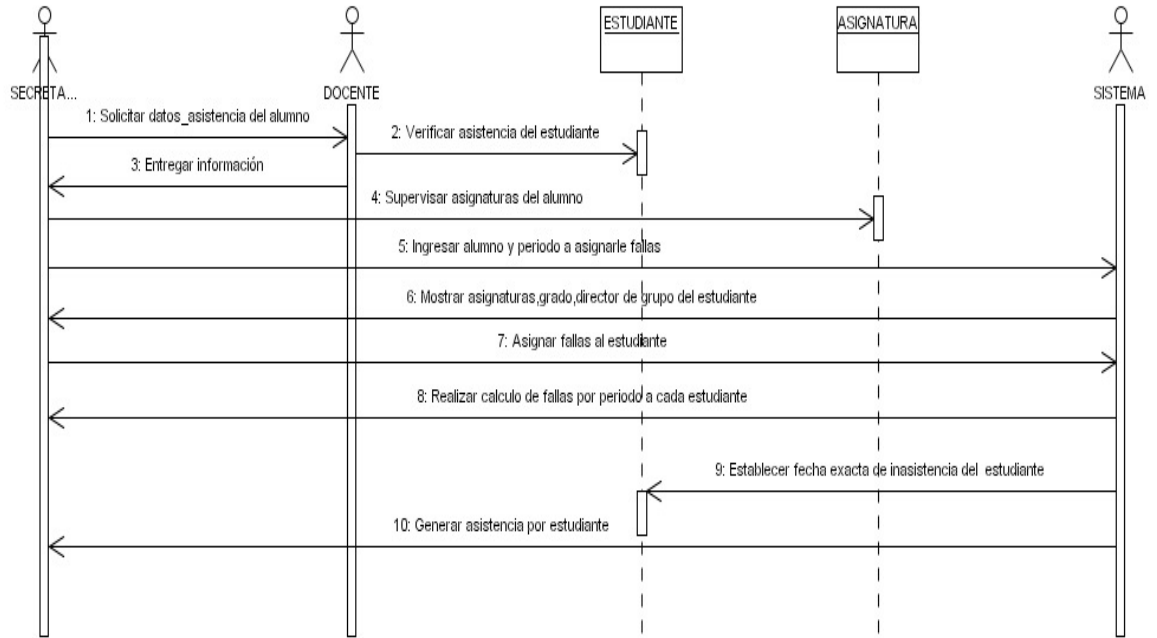 ESTUDIANTE
ASIGNATURA
SECRETA...
DOCENTE
SISTEMA
1: Solicitar datos_asistencia del alumno
2: Verificar asistencia del estudiante
3: Entregar información
4: Supervisar asignaturas del alumno
5: Ingresar alumno y periodo a asignarle fallas
6: Mostrar asignaturas,grado,director de grupo del estudiante
7: Asignar fallas al estudiante
8: Realizar calculo de fallas por periodo a cada estudiante
9: Establecer fecha exacta de inasistencia del estudiante
10: Generar asistencia por estudiante